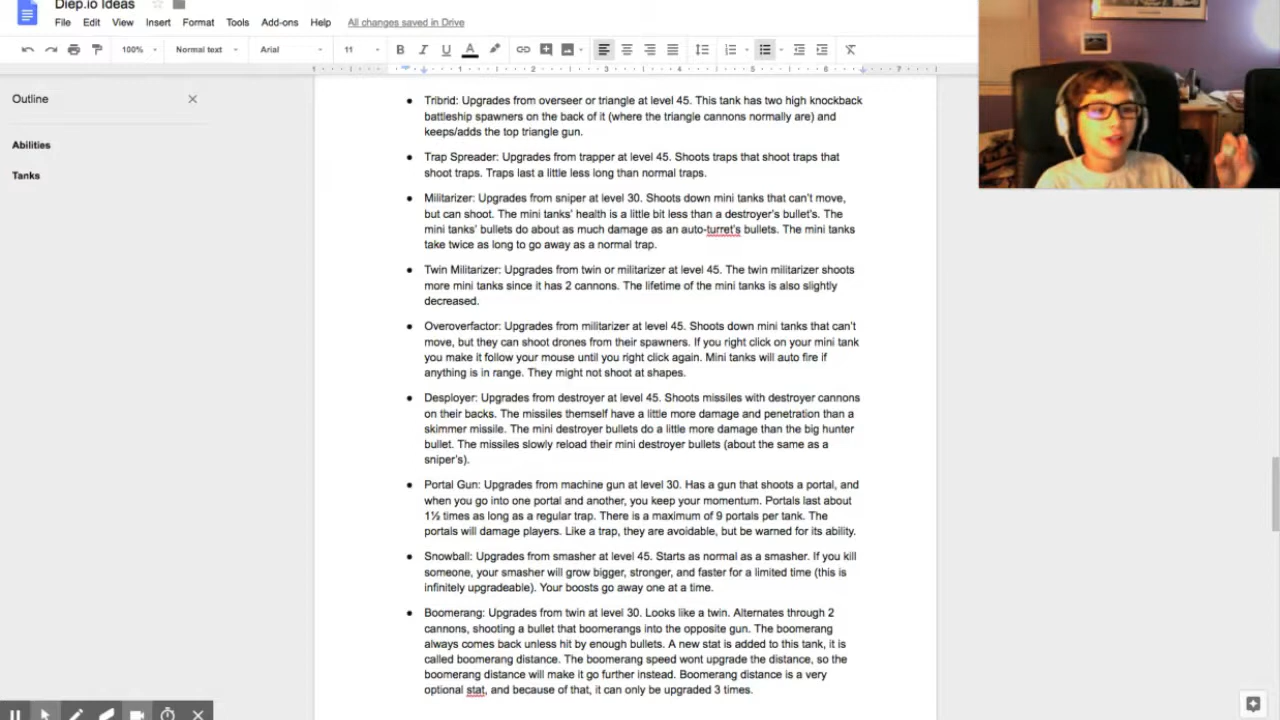 Diep.io Ideas
File Edit View Insert Format Tools Add-ons Help All changes saved in Drive
100% Normal text Arial 11 B I U A
1 1 2 3 4 5 6 7
Outline
Abilities
Tanks
● Tribrid: Upgrades from overseer or triangle at level 45. This tank has two high knockback
battleship spawners on the back of it (where the triangle cannons normally are) and
keeps/adds the top triangle gun.
● Trap Spreader: Upgrades from trapper at level 45. Shoots traps that shoot traps that
shoot traps. Traps last a little less long than normal traps.
● Militarizer: Upgrades from sniper at level 30. Shoots down mini tanks that can't move,
but can shoot. The mini tanks' health is a little bit less than a destroyer's bullet's. The
mini tanks' bullets do about as much damage as an auto-turret's bullets. The mini tanks
take twice as long to go away as a normal trap.
● Twin Militarizer: Upgrades from twin or militarizer at level 45. The twin militarizer shoots
more mini tanks since it has 2 cannons. The lifetime of the mini tanks is also slightly
decreased.
● Overoverfactor: Upgrades from militarizer at level 45. Shoots down mini tanks that can't
move, but they can shoot drones from their spawners. If you right click on your mini tank
you make it follow your mouse until you right click again. Mini tanks will auto fire if
anything is in range. They might not shoot at shapes.
● Desployer: Upgrades from destroyer at level 45. Shoots missiles with destroyer cannons
on their backs. The missiles themself have a little more damage and penetration than a
skimmer missile. The mini destroyer bullets do a little more damage than the big hunter
bullet. The missiles slowly reload their mini destroyer bullets (about the same as a
sniper's).
● Portal Gun: Upgrades from machine gun at level 30. Has a gun that shoots a portal, and
when you go into one portal and another, you keep your momentum. Portals last about
1½ times as long as a regular trap. There is a maximum of 9 portals per tank. The
portals will damage players. Like a trap, they are avoidable, but be warned for its ability.
● Snowball: Upgrades from smasher at level 45. Starts as normal as a smasher. If you kill
someone, your smasher will grow bigger, stronger, and faster for a limited time (this is
infinitely upgradeable). Your boosts go away one at a time.
● Boomerang: Upgrades from twin at level 30. Looks like a twin. Alternates through 2
cannons, shooting a bullet that boomerangs into the opposite gun. The boomerang
always comes back unless hit by enough bullets. A new stat is added to this tank, it is
called boomerang distance. The boomerang speed wont upgrade the distance, so the
boomerang distance will make it go further instead. Boomerang distance is a very
optional stat, and because of that, it can only be upgraded 3 times.